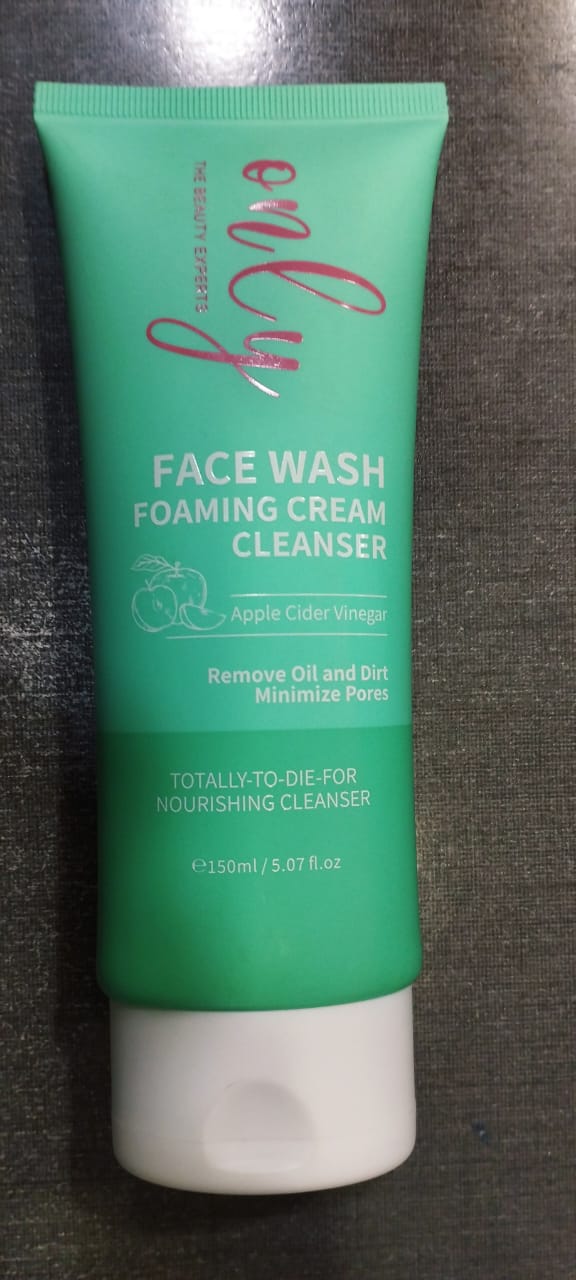 only
THE BEAUTY EXPERTS
FACE WASH
FOAMING CREAM
CLEANSER
Apple Cider Vinegar
Remove Oil and Dirt
Minimize Pores
TOTALLY-TO-DIE-FOR
NOURISHING CLEANSER
℮150ml / 5.07 fl.oz